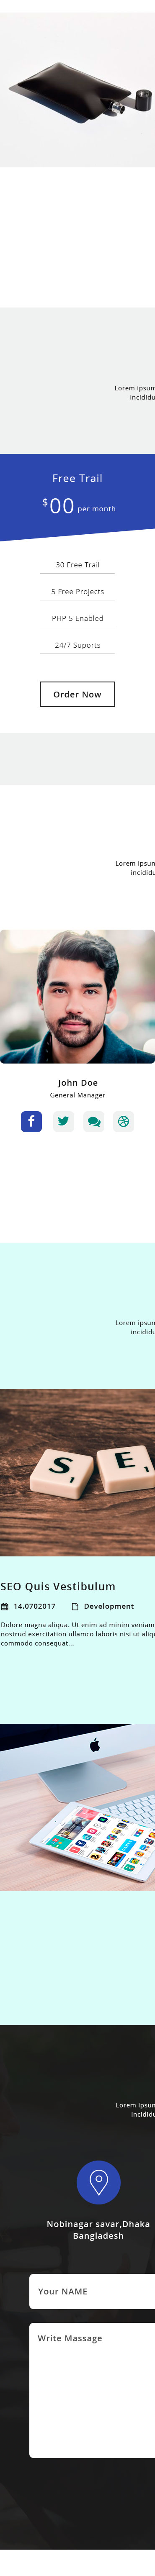 Lorem ipsum
incididu
Free Trail
$00 per month
30 Free Trail
5 Free Projects
PHP 5 Enabled
24/7 Suports
Order Now
Lorem ipsum
incididu
John Doe
General Manager
Lorem ipsum
incididu
S E
SEO Quis Vestibulum
14.0702017 Development
Dolore magna aliqua. Ut enim ad minim veniam
nostrud exercitation ullamco laboris nisi ut aliqu
commodo consequat...
Lorem ipsum
incididu
Nobinagar savar,Dhaka
Bangladesh
Your NAME
Write Massage